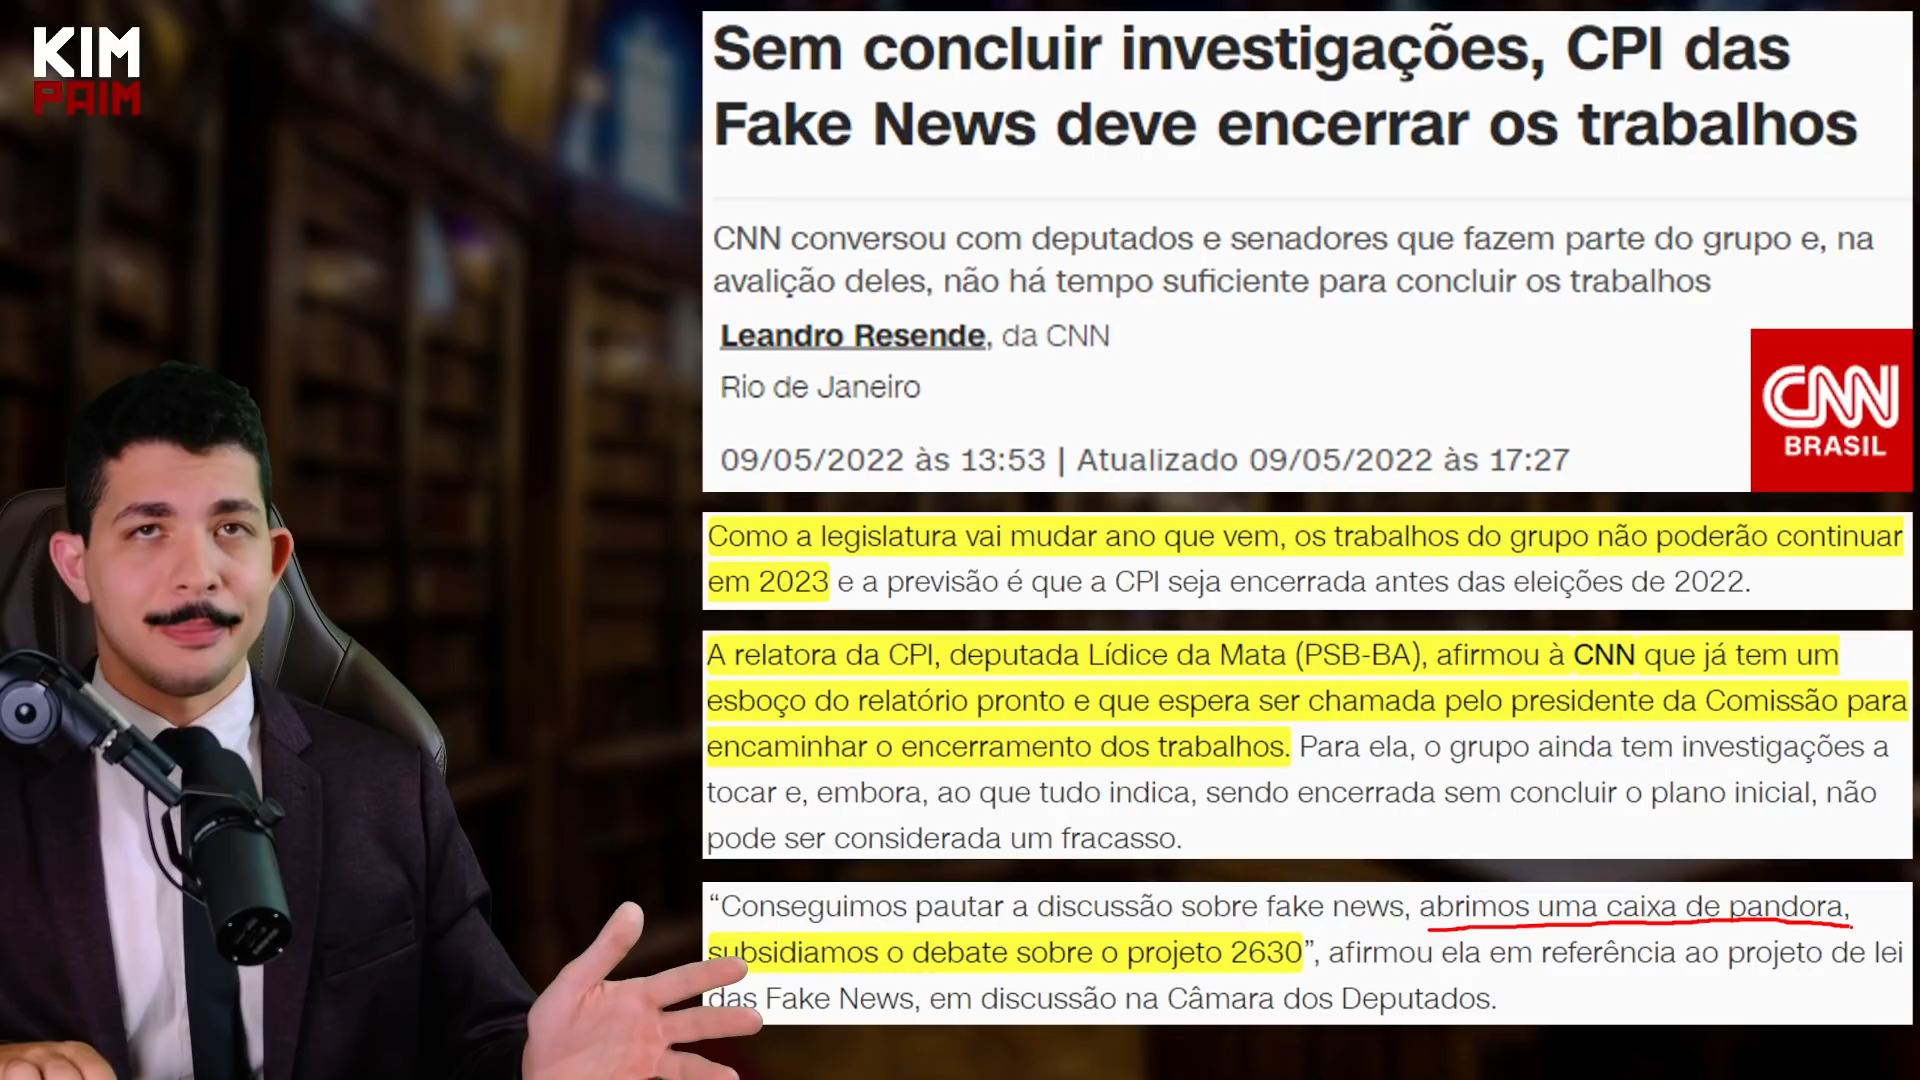 KIM
PAIM
Sem concluir investigações, CPI das
Fake News deve encerrar os trabalhos
CNN conversou com deputados e senadores que fazem parte do grupo e, na
avalição deles, não há tempo suficiente para concluir os trabalhos
Leandro Resende, da CNN
Rio de Janeiro
09/05/2022 às 13:53 | Atualizado 09/05/2022 às 17:27
CNN
BRASIL
Como a legislatura vai mudar ano que vem, os trabalhos do grupo não poderão continuar
em 2023 e a previsão é que a CPI seja encerrada antes das eleições de 2022.
A relatora da CPI, deputada Lídice da Mata (PSB-BA), afirmou à CNN que já tem um
esboço do relatório pronto e que espera ser chamada pelo presidente da Comissão para
encaminhar o encerramento dos trabalhos. Para ela, o grupo ainda tem investigações a
tocar e, embora, ao que tudo indica, sendo encerrada sem concluir o plano inicial, não
pode ser considerada um fracasso.
“Conseguimos pautar a discussão sobre fake news, abrimos uma caixa de pandora,
subsidiamos o debate sobre o projeto 2630”, afirmou ela em referência ao projeto de lei
das Fake News, em discussão na Câmara dos Deputados.